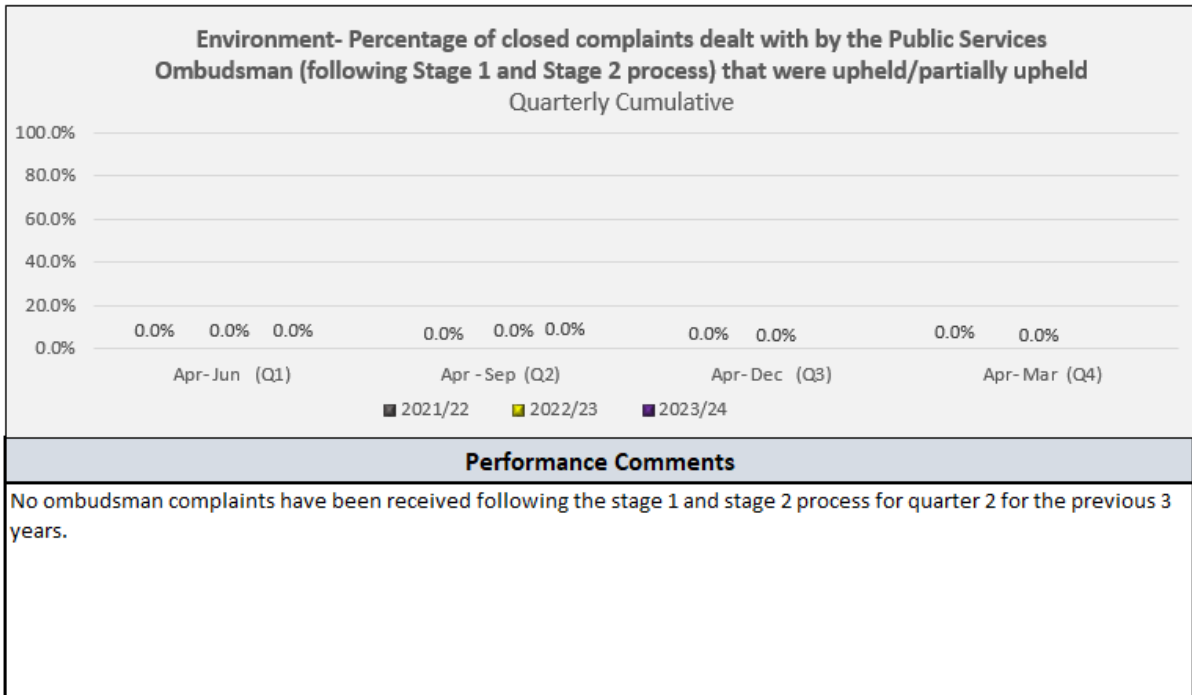 Environment- Percentage of closed complaints dealt with by the Public Services
Ombudsman (following Stage 1 and Stage 2 process) that were upheld/partially upheld
Quarterly Cumulative
100.0%
80.0%
60.0%
40.0%
20.0%
0.0%
0.0% 0.0% 0.0% 0.0% 0.0% 0.0% 0.0% 0.0% 0.0% 0.0%
Apr-Jun (Q1) Apr -Sep (Q2) Apr-Dec (Q3) Apr-Mar (Q4)
2021/22 2022/23 2023/24
Performance Comments
No ombudsman complaints have been received following the stage 1 and stage 2 process for quarter 2 for the previous 3
years.